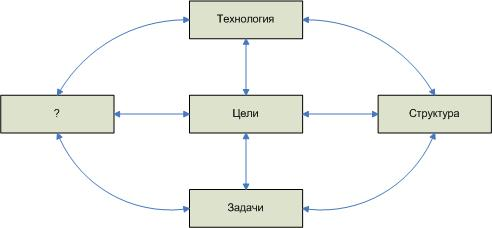 Технология
?
Цели
Структура
Задачи